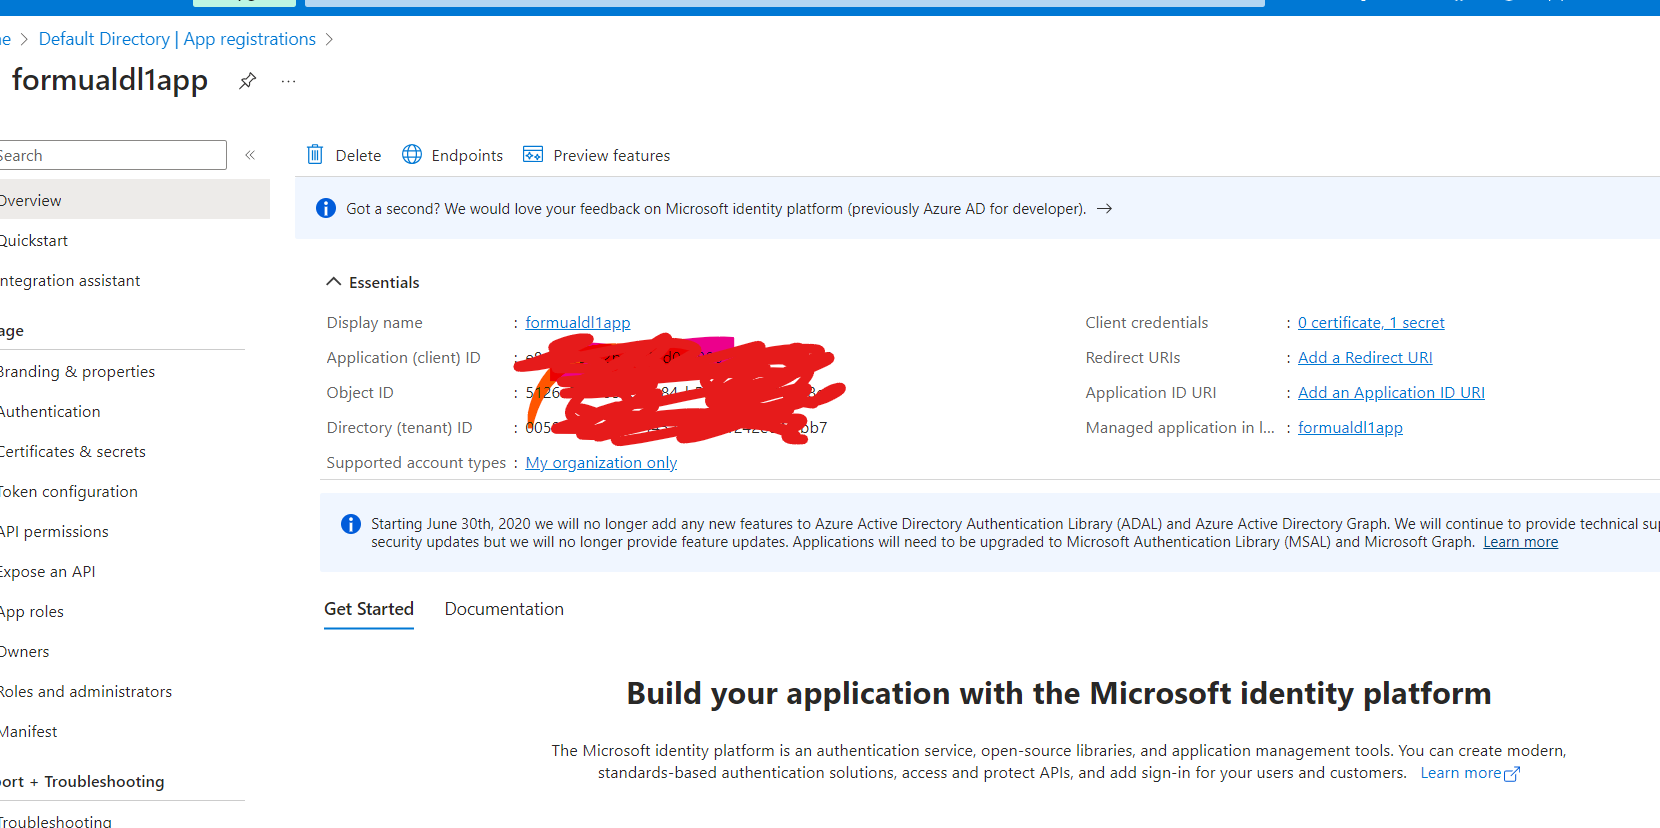 Default Directory | App registrations
formualdl1app
Search
Overview
Quickstart
Integration assistant
Branding & properties
Authentication
Certificates & secrets
Token configuration
API permissions
Expose an API
App roles
Owners
Roles and administrators
Manifest
+ Troubleshooting
Troubleshooting
Delete Endpoints Preview features
Got a second? We would love your feedback on Microsoft identity platform (previously Azure AD for developer). →
Essentials
Display name : formualdl1app
Application (client) ID :
Object ID : 5126
Directory (tenant) ID : bb7
Supported account types : My organization only
Client credentials : 0 certificate, 1 secret
Redirect URIs : Add a Redirect URI
Application ID URI : Add an Application ID URI
Managed application in l... : formualdl1app
Starting June 30th, 2020 we will no longer add any new features to Azure Active Directory Authentication Library (ADAL) and Azure Active Directory Graph. We will continue to provide technical
security updates but we will no longer provide feature updates. Applications will need to be upgraded to Microsoft Authentication Library (MSAL) and Microsoft Graph. Learn more
Get Started Documentation
Build your application with the Microsoft identity platform
The Microsoft identity platform is an authentication service, open-source libraries, and application management tools. You can create modern,
standards-based authentication solutions, access and protect APIs, and add sign-in for your users and customers. Learn more